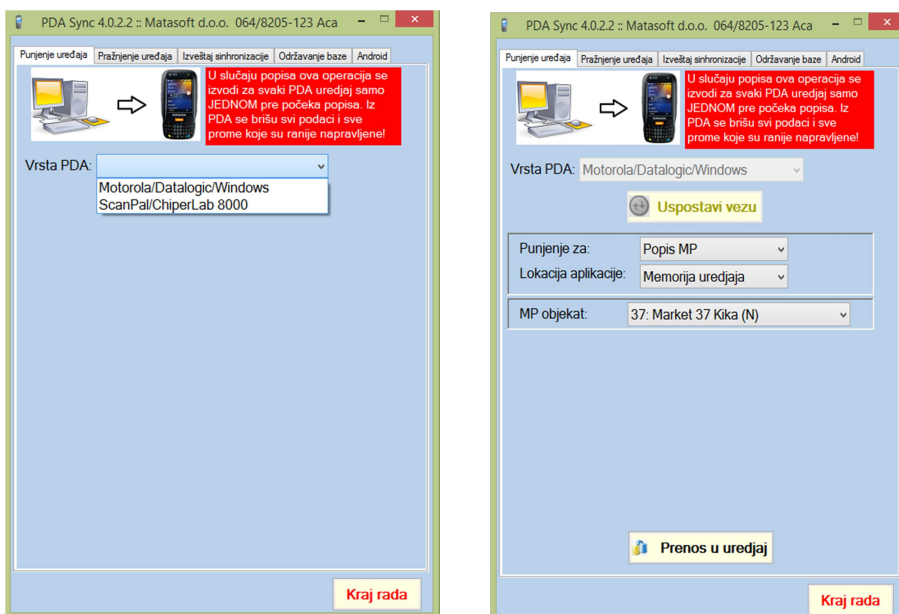 PDA Sync 4.0.2.2 :: Matasoft d.o.o. 064/8205-123 Aca
Punjenje uređaja Pražnjenje uređaja Izveštaj sinhronizacije Održavanje baze Android
U slučaju popisa ova operacija se
izvodi za svaki PDA uredjaj samo
JEDNOM pre počeka popisa. Iz
PDA se brišu svi podaci i sve
prome koje su ranije napravljene!
Vrsta PDA:
Motorola/Datalogic/Windows
ScanPal/ChiperLab 8000
Kraj rada
PDA Sync 4.0.2.2 :: Matasoft d.o.o. 064/8205-123 Aca
Punjenje uređaja Pražnjenje uređaja Izveštaj sinhronizacije Održavanje baze Android
U slučaju popisa ova operacija se
izvodi za svaki PDA uredjaj samo
JEDNOM pre počeka popisa. Iz
PDA se brišu svi podaci i sve
prome koje su ranije napravljene!
Vrsta PDA: Motorola/Datalogic/Windows
Uspostavi vezu
Punjenje za: Popis MP
Lokacija aplikacije: Memorija uredjaja
MP objekat: 37: Market 37 Kika (N)
Prenos u uredjaj
Kraj rada